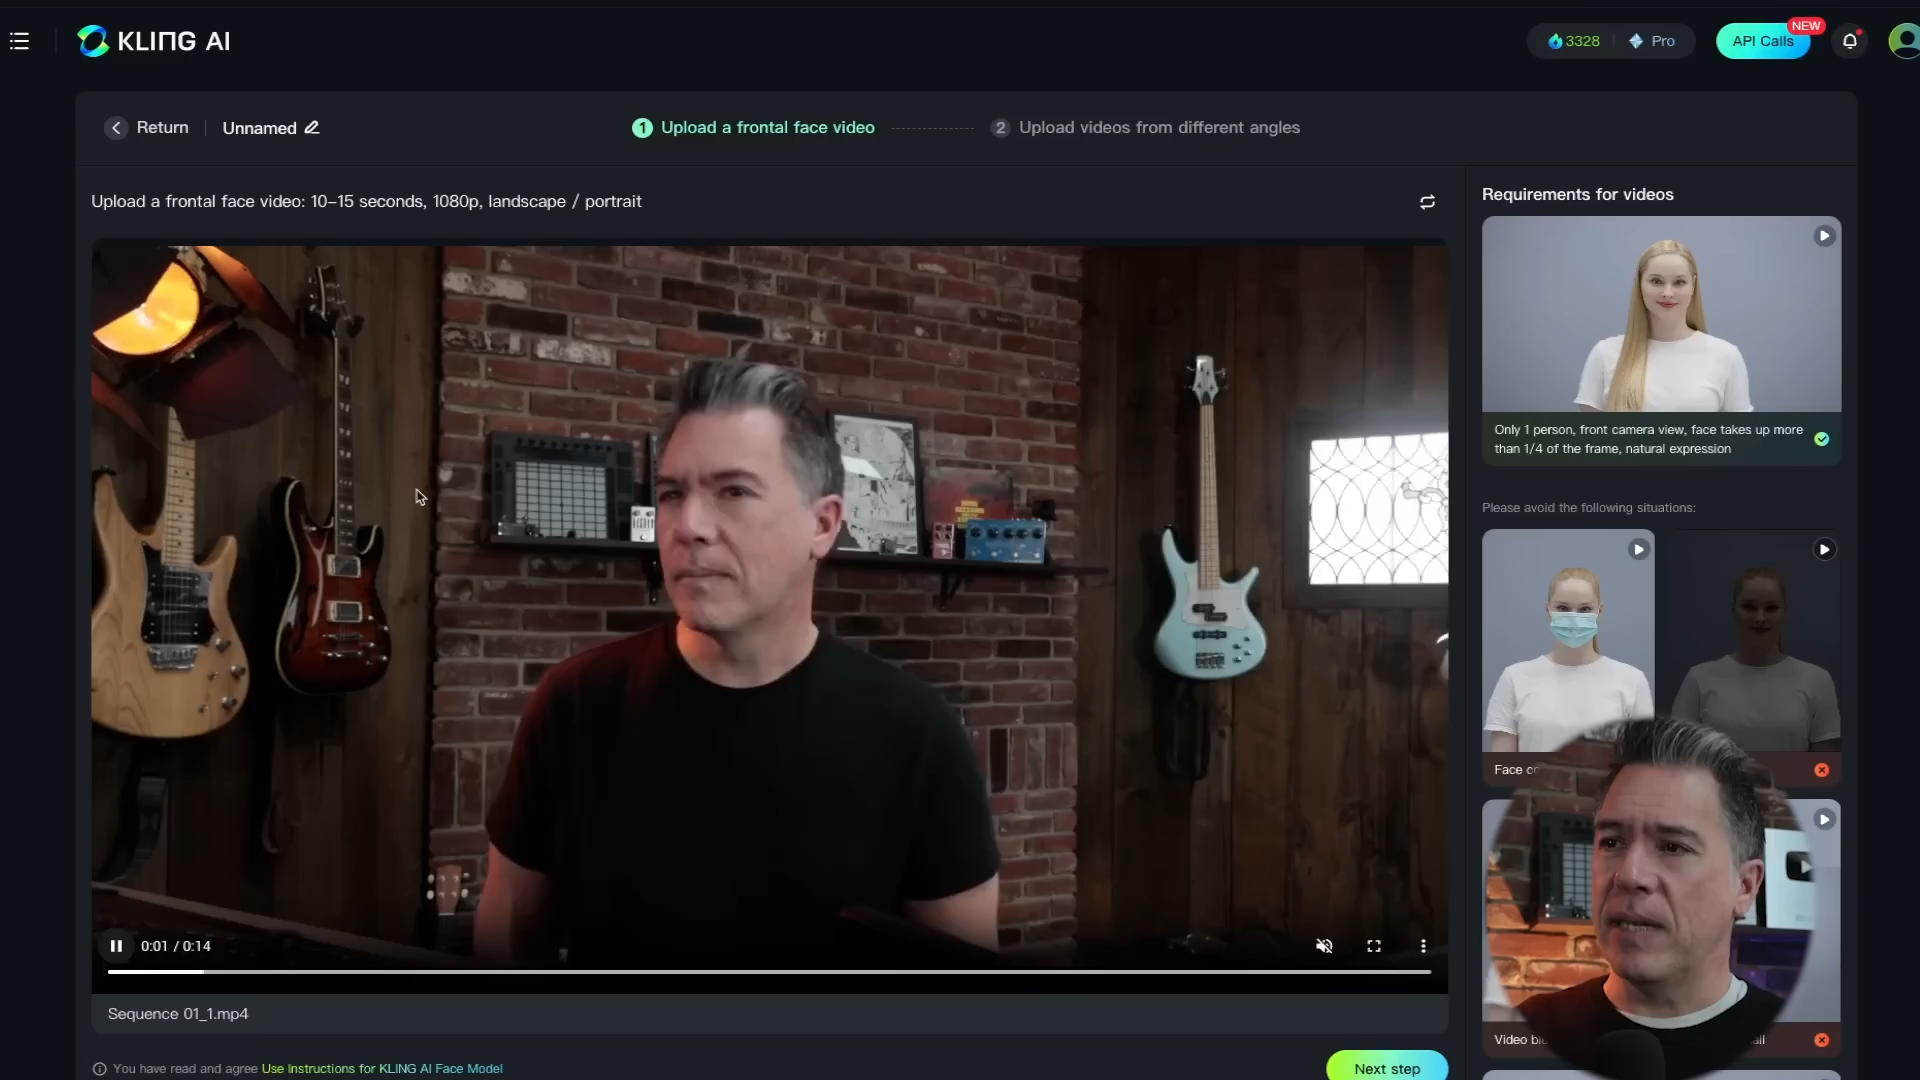 KLING AI
3328
Pro
API Calls
NEW
Return
Unnamed
1 Upload a frontal face video
2 Upload videos from different angles
Upload a frontal face video: 10–15 seconds, 1080p, landscape / portrait
0:01 / 0:14
Sequence 01_1.mp4
You have read and agree Use Instructions for KLING AI Face Model
Next step
Requirements for videos
Only 1 person, front camera view, face takes up more
than 1/4 of the frame, natural expression
Please avoid the following situations:
Face
Video